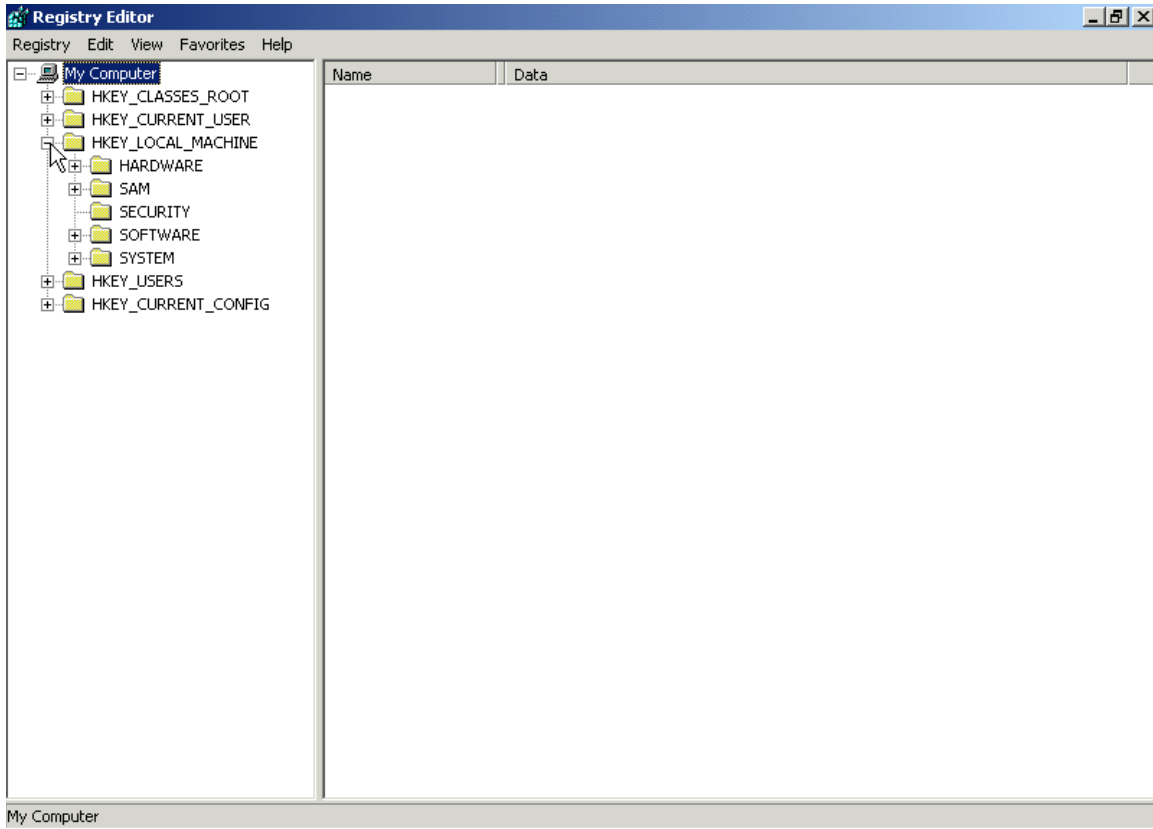 Registry Editor
Registry Edit View Favorites Help
My Computer
HKEY_CLASSES_ROOT
HKEY_CURRENT_USER
HKEY_LOCAL_MACHINE
HARDWARE
SAM
SECURITY
SOFTWARE
SYSTEM
HKEY_USERS
HKEY_CURRENT_CONFIG
Name Data
My Computer